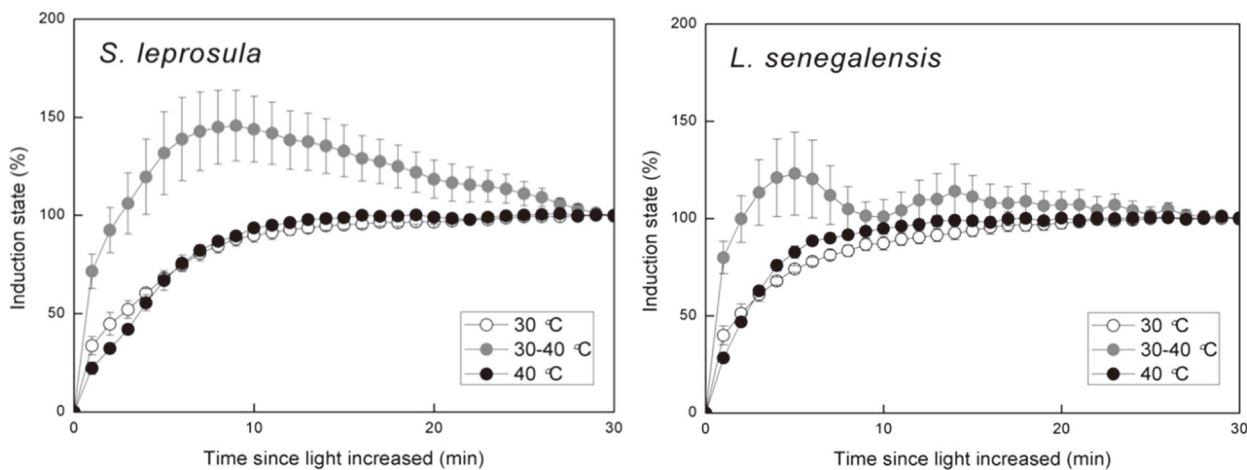 S. leprosula
200
150
100
50
0
Induction state (%)
30 °C
30-40 °C
40 °C
0 10 20 30
Time since light increased (min)
L. senegalensis
200
150
100
50
0
Induction state (%)
30 °C
30-40 °C
40 °C
0 10 20 30
Time since light increased (min)